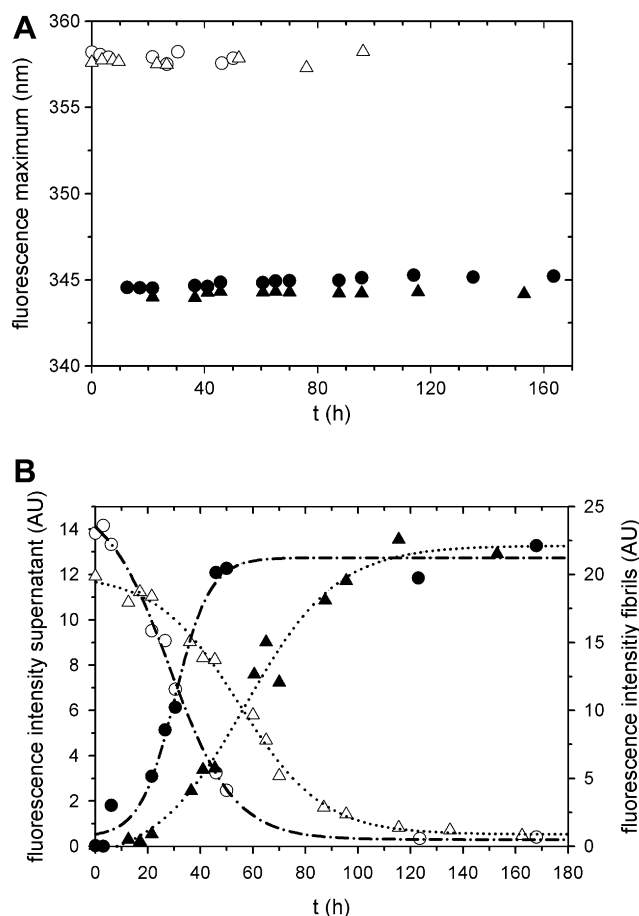 A
fluorescence maximum (nm)
360
355
350
345
340
0 40 80 120 160
t (h)
B
fluorescence intensity supernatant (AU)
14
12
10
8
6
4
2
0
25
20
15
10
5
0
fluorescence intensitiy fibrils (AU)
0 20 40 60 80 100 120 140 160 180
t (h)